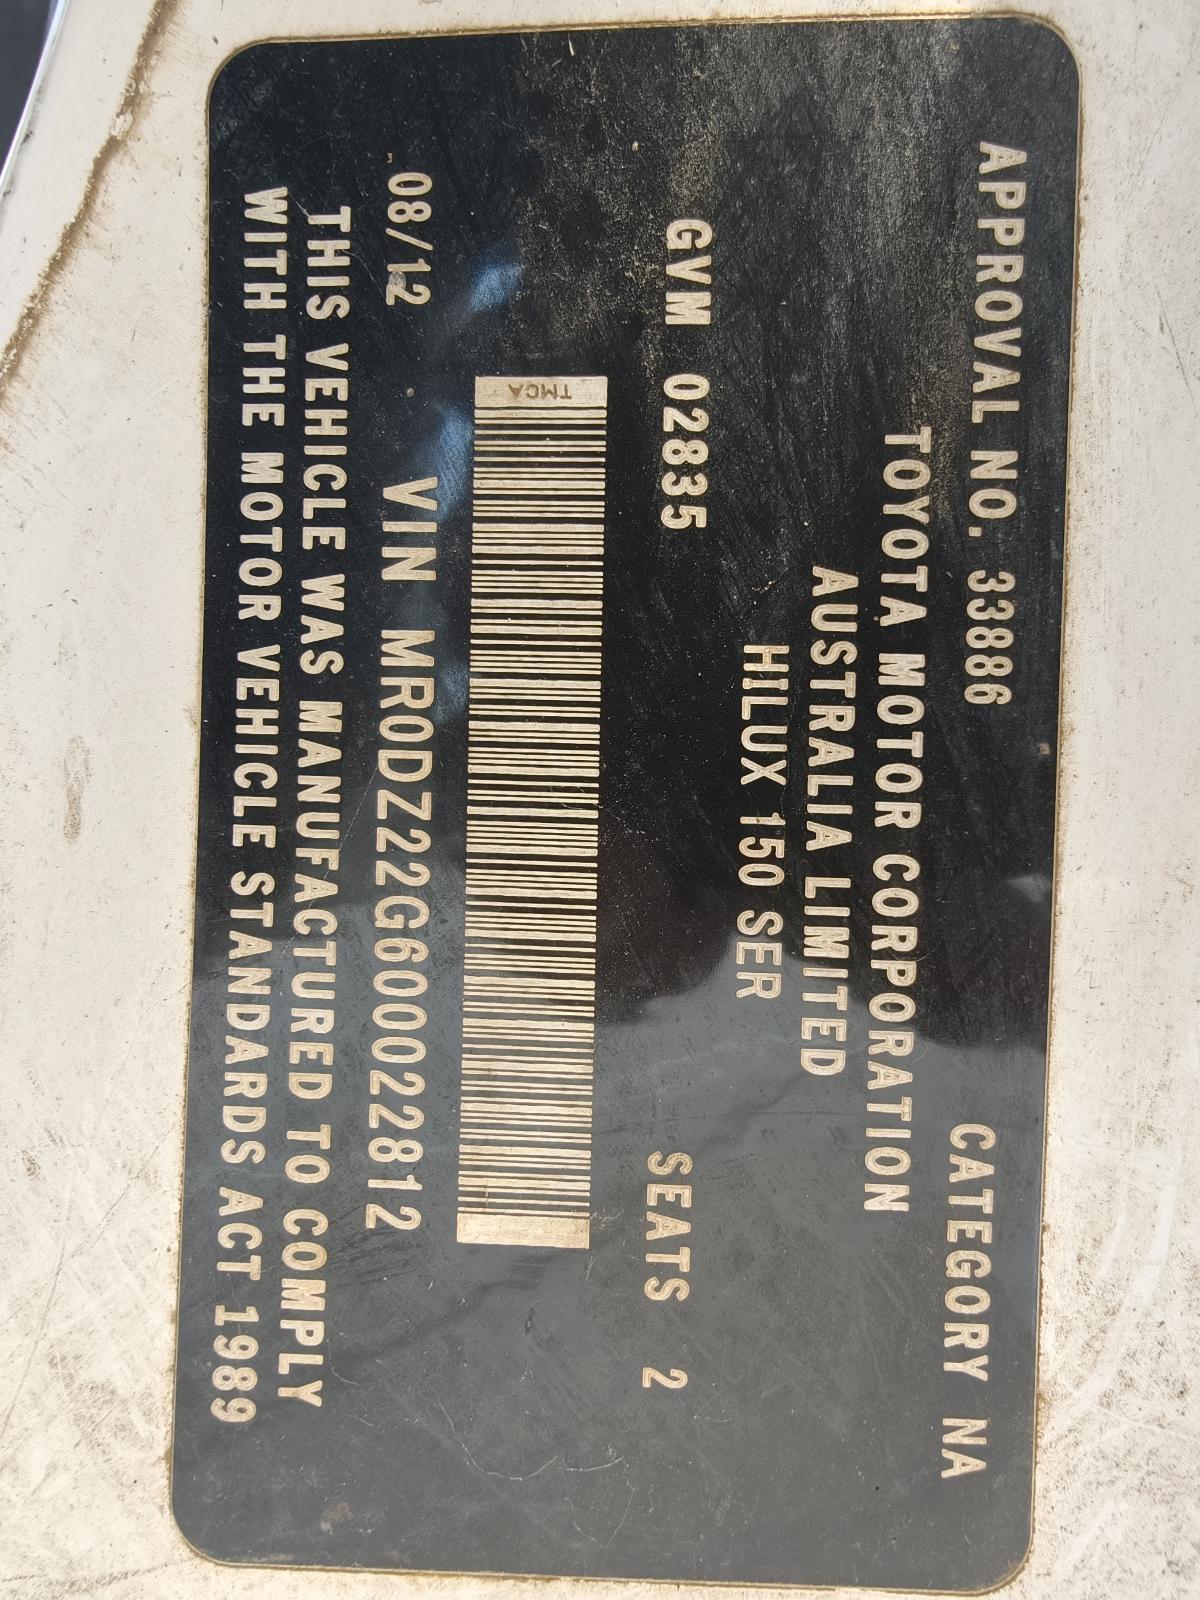 APPROVAL NO. 33886 CATEGORY NA
TOYOTA MOTOR CORPORATION
AUSTRALIA LIMITED
HILUX 150 SER
GVM 02835 SEATS 2
TMCA
08/12 VIN MR0DZ22G600022812
THIS VEHICLE WAS MANUFACTURED TO COMPLY
WITH THE MOTOR VEHICLE STANDARDS ACT 1989